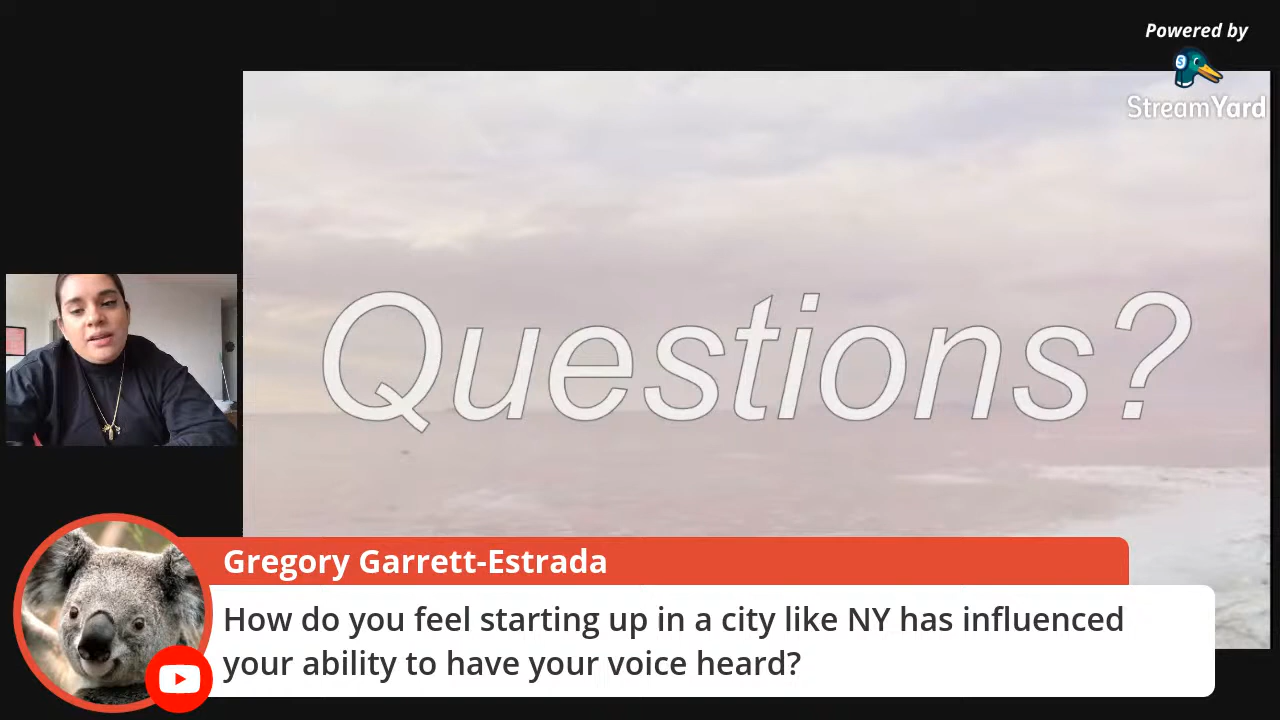 Powered by
StreamYard
Questions?
Gregory Garrett-Estrada
How do you feel starting up in a city like NY has influenced
your ability to have your voice heard?